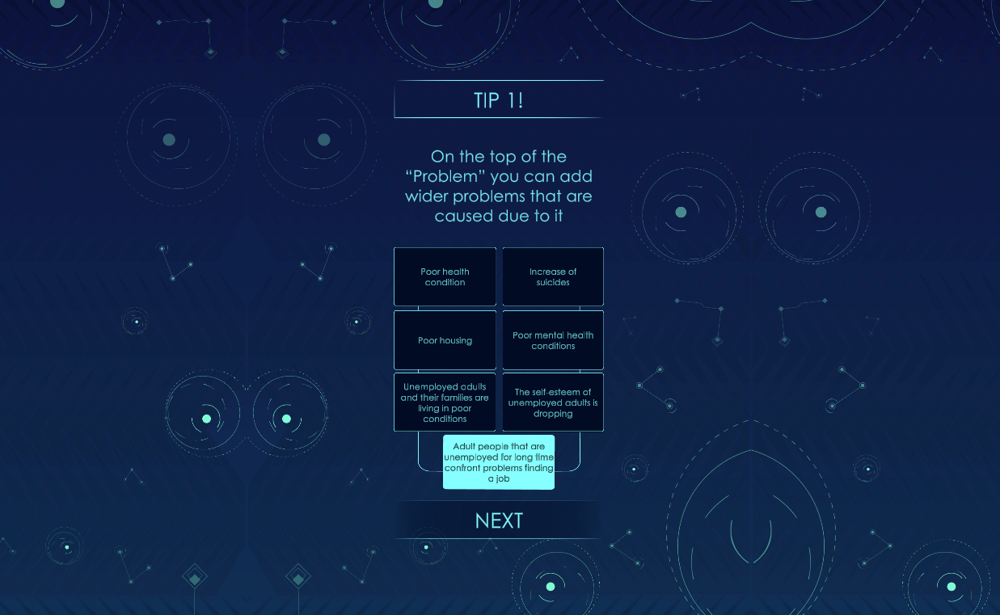 TIP 1!
On the top of the
“Problem” you can add
wider problems that are
caused due to it
Poor health
condition
Increase of
suicides
Poor housing
Poor mental health
conditions
Unemployed adults
and their families are
living in poor
conditions
The self-esteem of
unemployed adults is
dropping
Adult people that are
unemployed for long time
confront problems finding
a job
NEXT